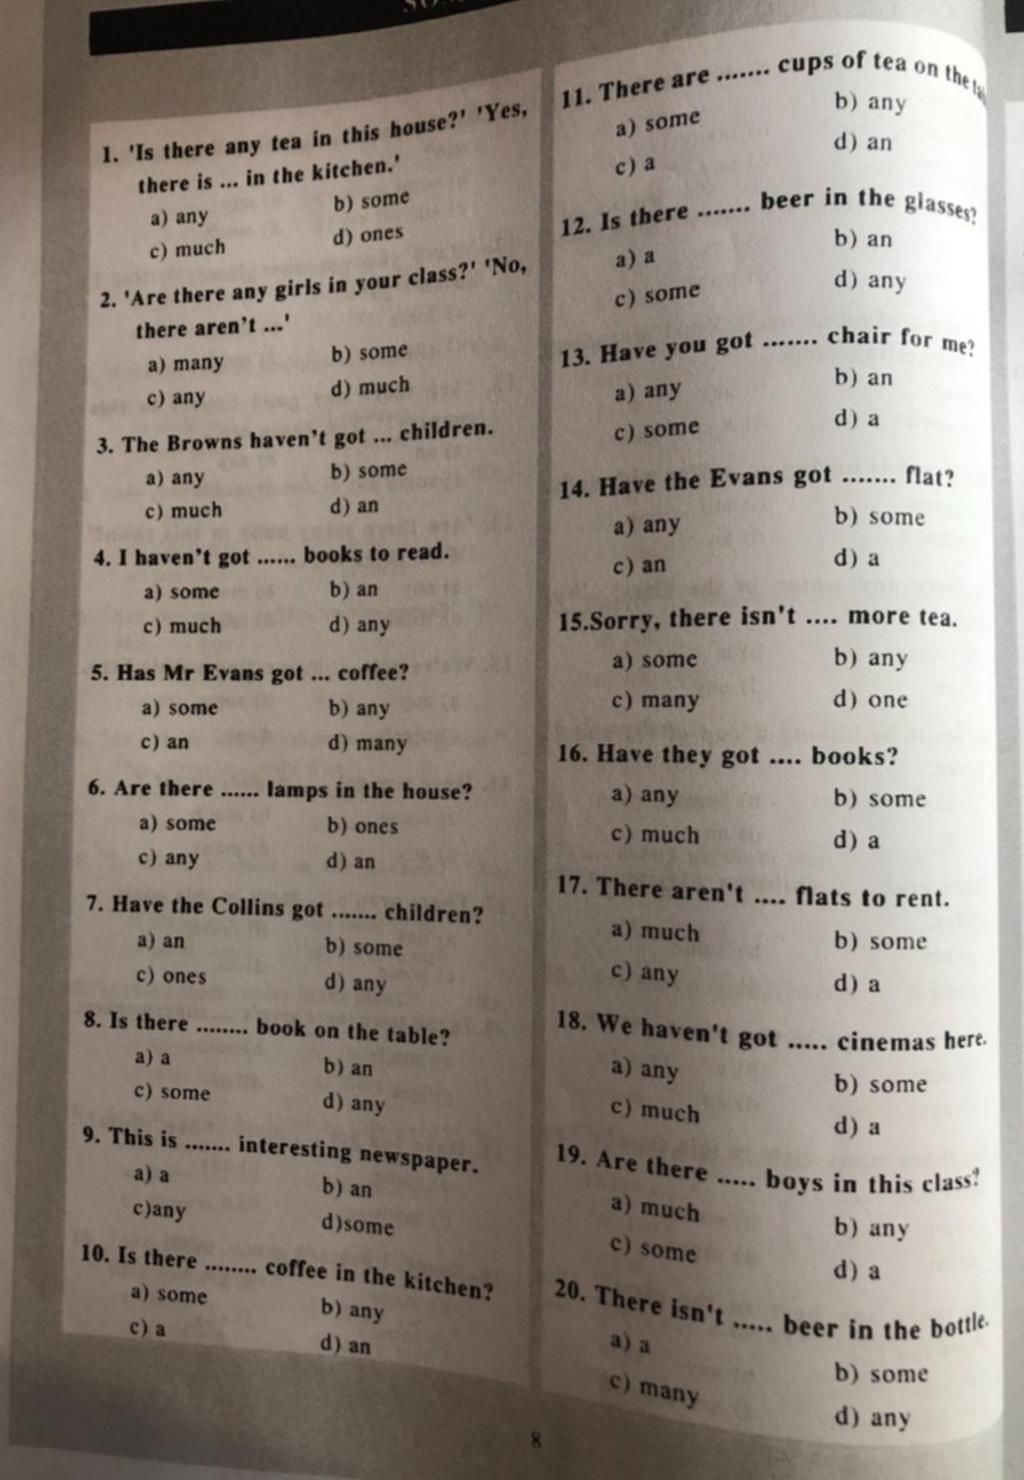 1. 'Is there any tea in this house?' 'Yes,
there is ... in the kitchen.'
a) any b) some
c) much d) ones
2. 'Are there any girls in your class?' 'No,
there aren't ...'
a) many b) some
c) any d) much
3. The Browns haven't got ... children.
a) any b) some
c) much d) an
4. I haven't got ...... books to read.
a) some b) an
c) much d) any
5. Has Mr Evans got ... coffee?
a) some b) any
c) an d) many
6. Are there ...... lamps in the house?
a) some b) ones
c) any d) an
7. Have the Collins got ....... children?
a) an b) some
c) ones d) any
8. Is there ........ book on the table?
a) a b) an
c) some d) any
9. This is ....... interesting newspaper.
a) a b) an
c)any d)some
10. Is there ........ coffee in the kitchen?
a) some b) any
c) a d) an
11. There are ....... cups of tea on the
a) some b) any
c) a d) an
12. Is there ....... beer in the glasses?
a) a b) an
c) some d) any
13. Have you got ....... chair for me?
a) any b) an
c) some d) a
14. Have the Evans got ....... flat?
a) any b) some
c) an d) a
15.Sorry, there isn't .... more tea.
a) some b) any
c) many d) one
16. Have they got .... books?
a) any b) some
c) much d) a
17. There aren't .... flats to rent.
a) much b) some
c) any d) a
18. We haven't got ..... cinemas here.
a) any b) some
c) much d) a
19. Are there ..... boys in this class?
a) much b) any
c) some d) a
20. There isn't ..... beer in the bottle.
a) a b) some
c) many d) any
8